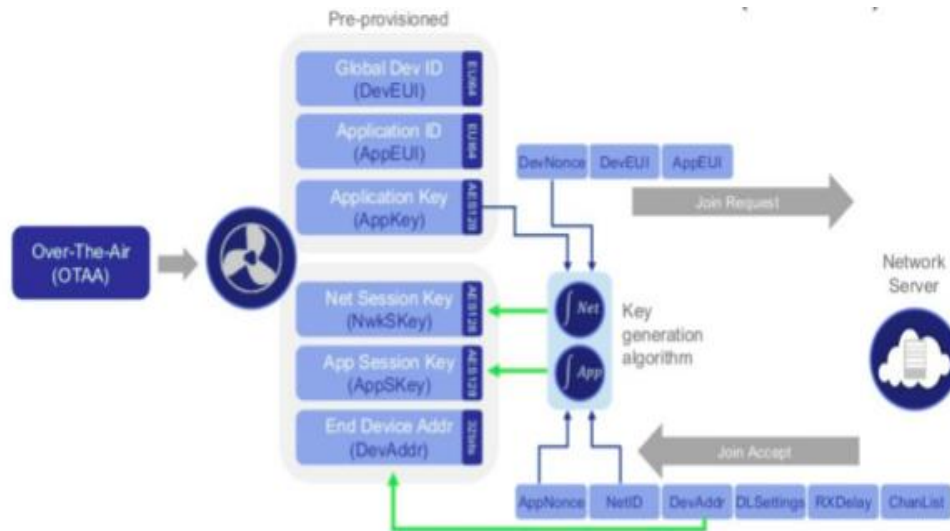 Pre-provisioned
Global Dev ID
(DevEUI)
EUI64
Application ID
(AppEUI)
EUI64
Application Key
(AppKey)
AES128
DevNonce
DevEUI
AppEUI
Join Request
Over-The-Air
(OTAA)
Net Session Key
(NwkSKey)
AES128
App Session Key
(AppSKey)
AES128
End Device Addr
(DevAddr)
32bits
∫ Net
∫ App
Key
generation
algorithm
Network
Server
Join Accept
AppNonce
NetID
DevAddr
DLSettings
RXDelay
ChanList